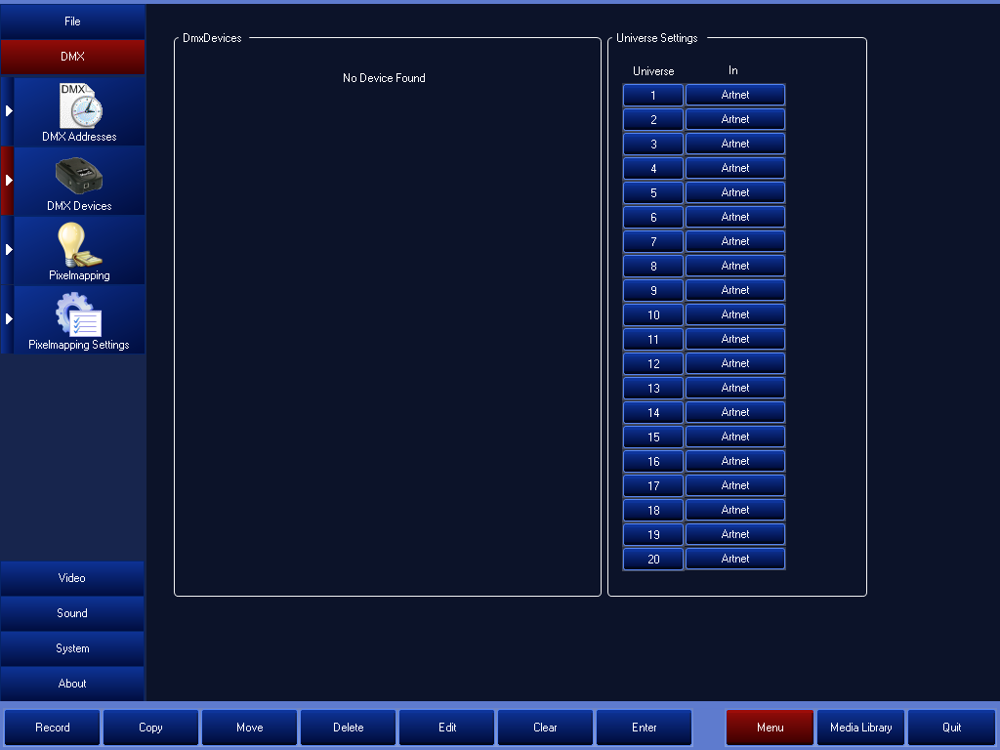 File
DMX
DMX
DMX Addresses
DMX Devices
Pixelmapping
Pixelmapping Settings
Video
Sound
System
About
DmxDevices
No Device Found
Universe Settings
Universe In
1 Artnet
2 Artnet
3 Artnet
4 Artnet
5 Artnet
6 Artnet
7 Artnet
8 Artnet
9 Artnet
10 Artnet
11 Artnet
12 Artnet
13 Artnet
14 Artnet
15 Artnet
16 Artnet
17 Artnet
18 Artnet
19 Artnet
20 Artnet
Record Copy Move Delete Edit Clear Enter Menu Media Library Quit